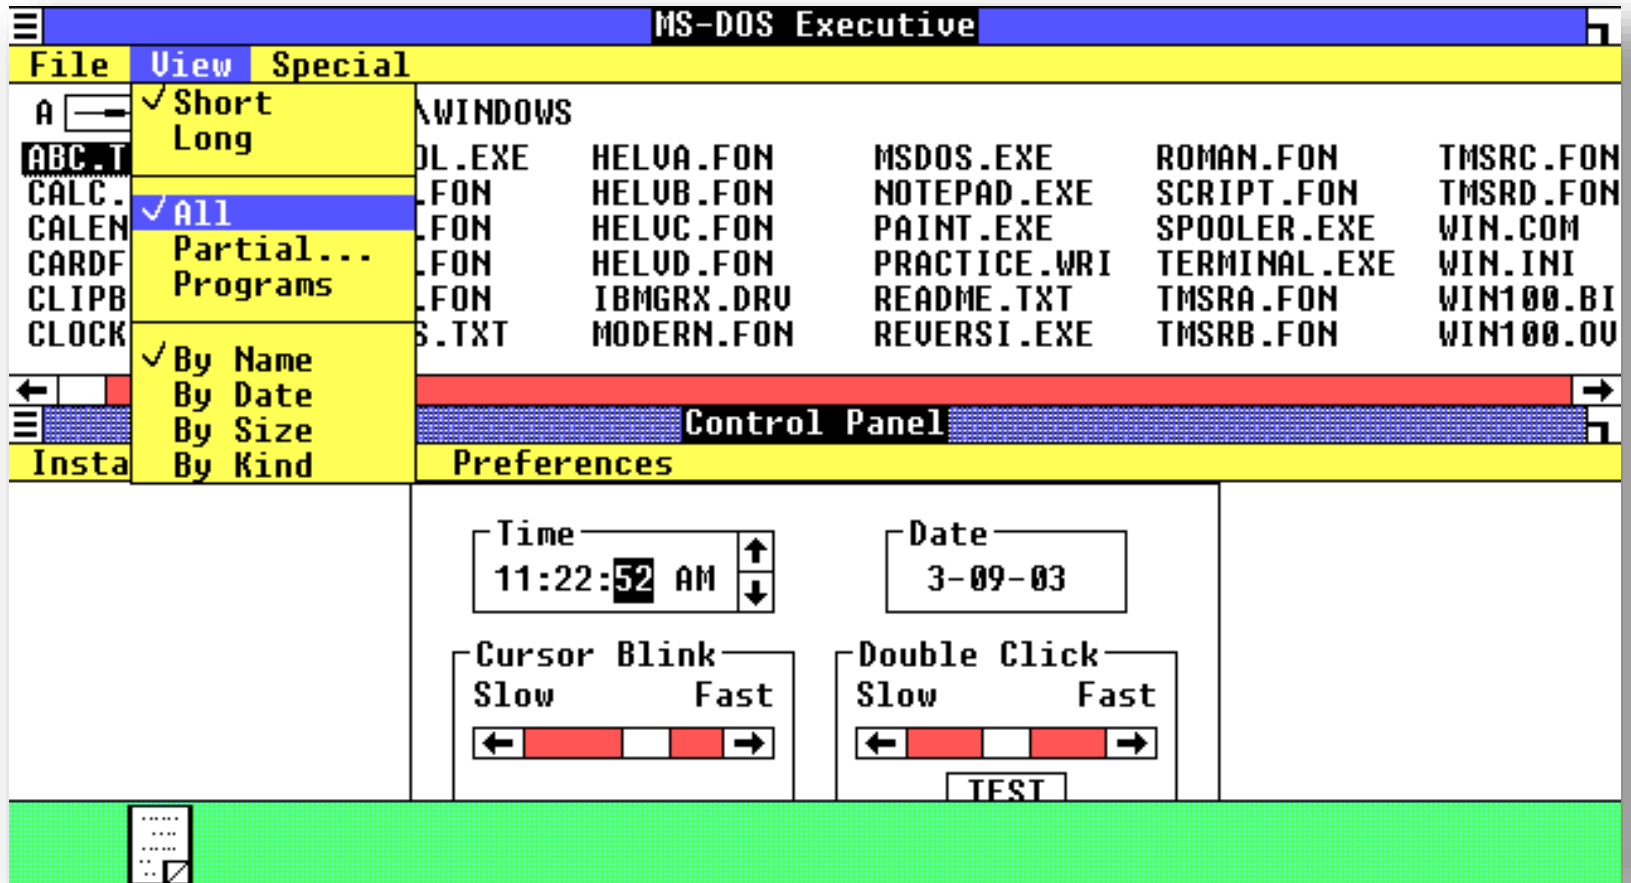 MS-DOS Executive
File View Special
A \WINDOWS
Short
Long
All
Partial...
Programs
By Name
By Date
By Size
By Kind
ABC.T OL.EXE HELVA.FON MSDOS.EXE ROMAN.FON TMSRC.FON
CALC. .FON HELVB.FON NOTEPAD.EXE SCRIPT.FON TMSRD.FON
CALEN .FON HELVC.FON PAINT.EXE SPOOLER.EXE WIN.COM
CARDF .FON HELVD.FON PRACTICE.WRI TERMINAL.EXE WIN.INI
CLIPB .FON IBMGRX.DRV README.TXT TMSRA.FON WIN100.BI
CLOCK S.TXT MODERN.FON REVERSI.EXE TMSRB.FON WIN100.OV
Control Panel
Insta Preferences
Time
11:22:52 AM
Date
3-09-03
Cursor Blink
Slow Fast
Double Click
Slow Fast
TEST